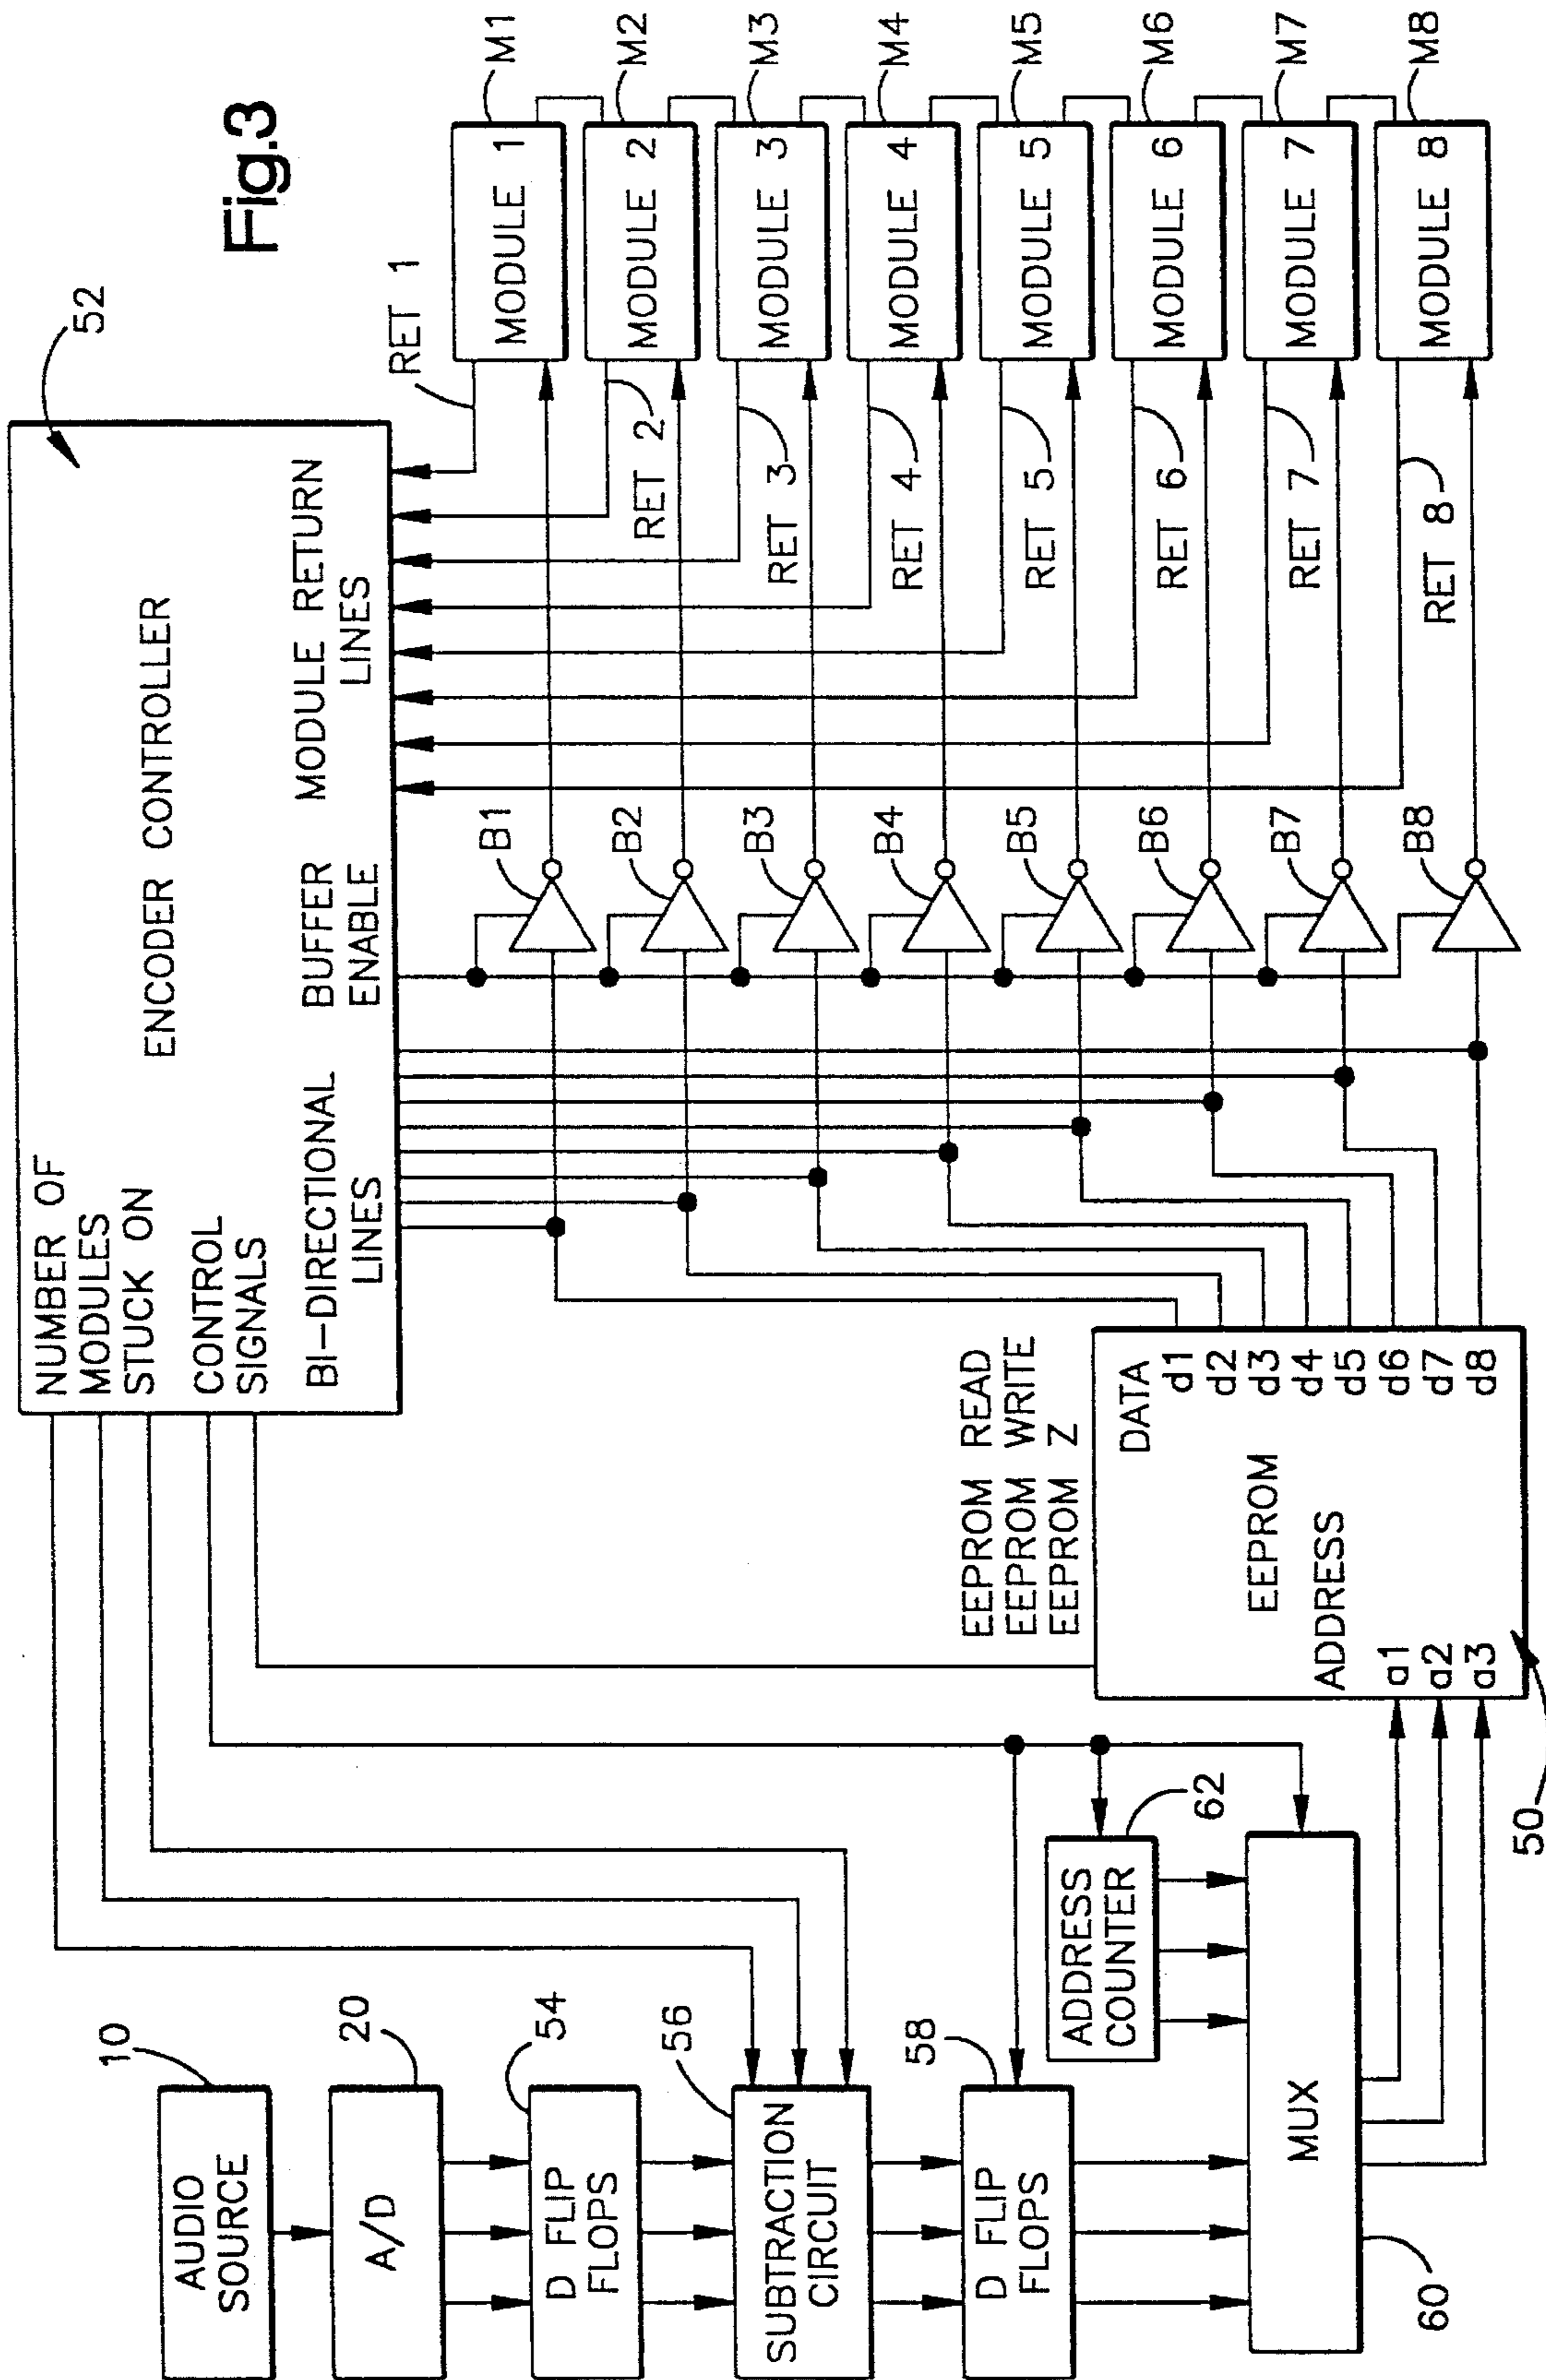 Fig.3
52
ENCODER CONTROLLER
NUMBER OF
MODULES
STUCK ON
CONTROL
SIGNALS
BI-DIRECTIONAL
LINES
BUFFER
ENABLE
MODULE RETURN
LINES
RET 1
RET 2
RET 3
RET 4
RET 5
RET 6
RET 7
RET 8
MODULE 1
MODULE 2
MODULE 3
MODULE 4
MODULE 5
MODULE 6
MODULE 7
MODULE 8
M1
M2
M3
M4
M5
M6
M7
M8
B1
B2
B3
B4
B5
B6
B7
B8
10
AUDIO
SOURCE
20
A/D
54
D FLIP
FLOPS
56
SUBTRACTION
CIRCUIT
58
D FLIP
FLOPS
62
ADDRESS
COUNTER
MUX
60
EEPROM READ
EEPROM WRITE
EEPROM Z
DATA
d1
d2
d3
d4
d5
d6
d7
d8
EEPROM
ADDRESS
a1
a2
a3
50